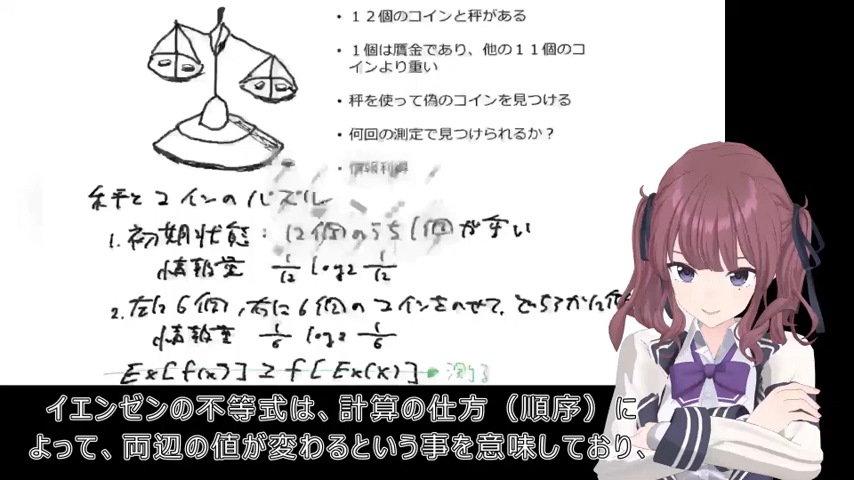 • 12個のコインと秤がある
• 1個は贋金であり、他の11個のコ
インより重い
• 秤を使って偽のコインを見つける
• 何回の測定で見つけられるか？
• 情報利得
秤とコインのパズル
1. 初期状態: 12個のうち1個が重い
情報量 1/12 log2 1/12
2. 左に6個, 右に6個のコインをのせて, どちらかに傾
情報量 1/6 log2 1/6
Ex[f(x)] ≥ f[Ex(x)] • 測る
イエンゼンの不等式は、計算の仕方（順序）に
よって、両辺の値が変わるという事を意味しており、